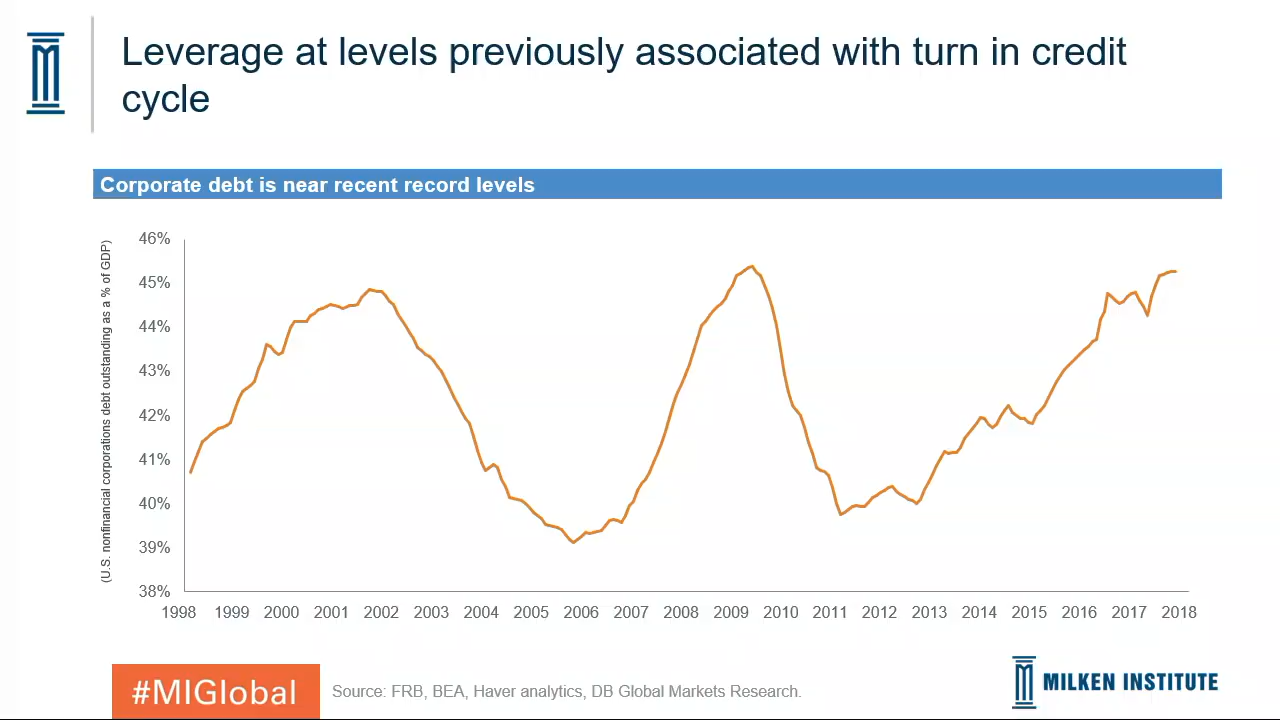 Leverage at levels previously associated with turn in credit
cycle
Corporate debt is near recent record levels
(U.S. nonfinancial corporations debt outstanding as a % of GDP)
46%
45%
44%
43%
42%
41%
40%
39%
38%
1998 1999 2000 2001 2002 2003 2004 2005 2006 2007 2008 2009 2010 2011 2012 2013 2014 2015 2016 2017 2018
#MIGlobal
Source: FRB, BEA, Haver analytics, DB Global Markets Research.
MILKEN INSTITUTE